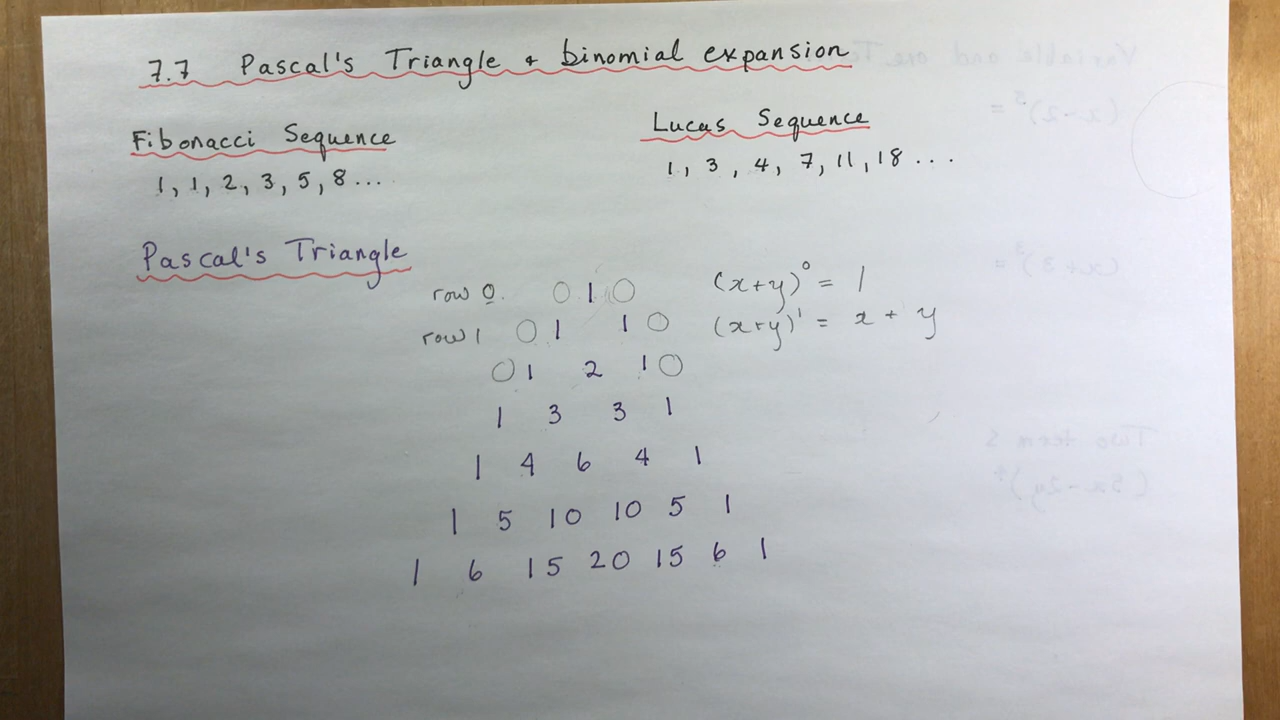 7.7 Pascal's Triangle + binomial expansion
Fibonacci Sequence
1, 1, 2, 3, 5, 8...
Lucas Sequence
1, 3, 4, 7, 11, 18 ....
Pascal's Triangle
row 0. 0 1 0 (x+y)⁰ = 1
row 1 0 1 1 0 (x+y)¹ = x + y
0 1 2 1 0
1 3 3 1
1 4 6 4 1
1 5 10 10 5 1
1 6 15 20 15 6 1